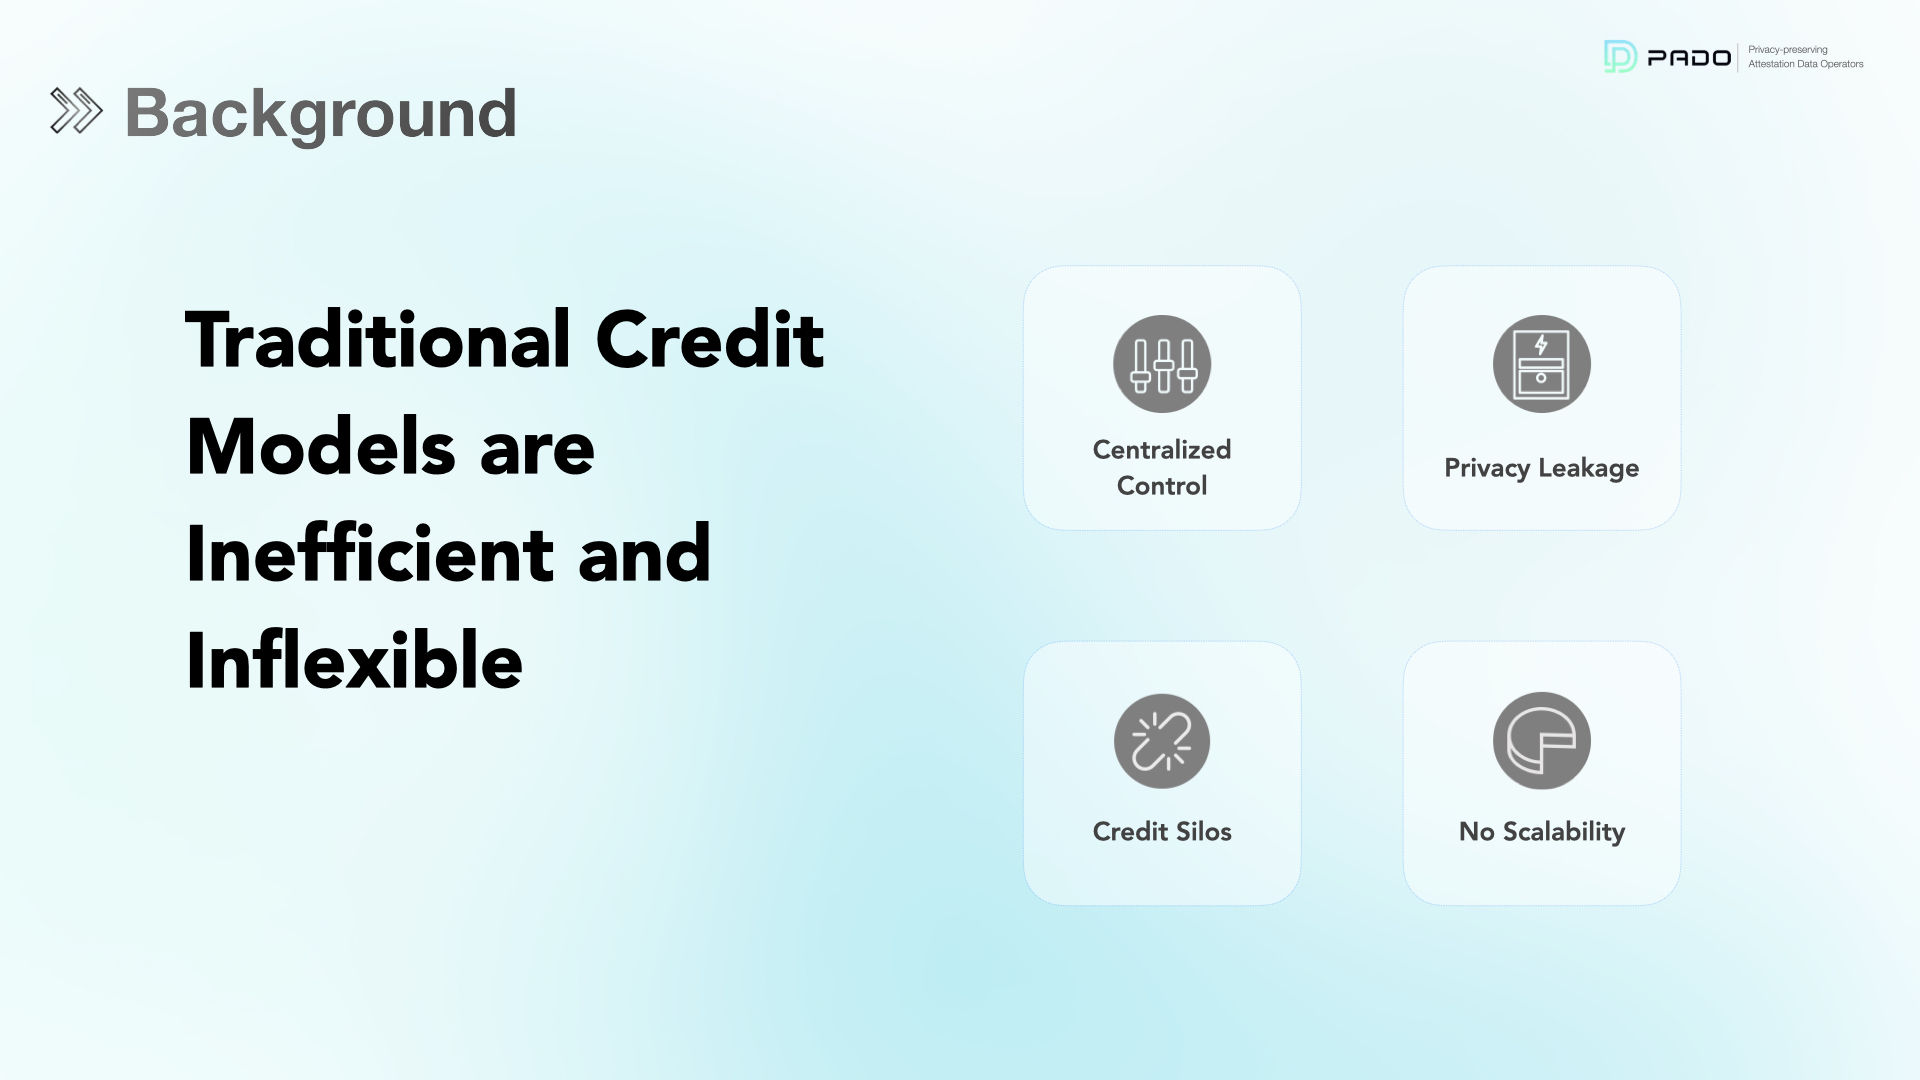 Background
PADO
Privacy-preserving
Attestation Data Operators
Traditional Credit
Models are
Inefficient and
Inflexible
Centralized
Control
Privacy Leakage
Credit Silos
No Scalability